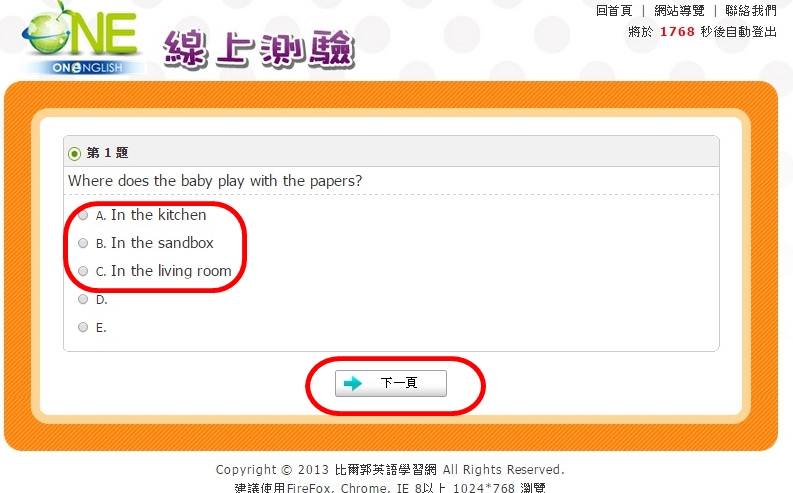 ONE
ON ENGLISH
線上測驗
回首頁 | 網站導覽 | 聯絡我們
將於 1768 秒後自動登出
第 1 題
Where does the baby play with the papers?
A. In the kitchen
B. In the sandbox
C. In the living room
D.
E.
下一頁
Copyright © 2013 比爾郭英語學習網 All Rights Reserved.
建議使用FireFox, Chrome, IE 8以上 1024*768 瀏覽